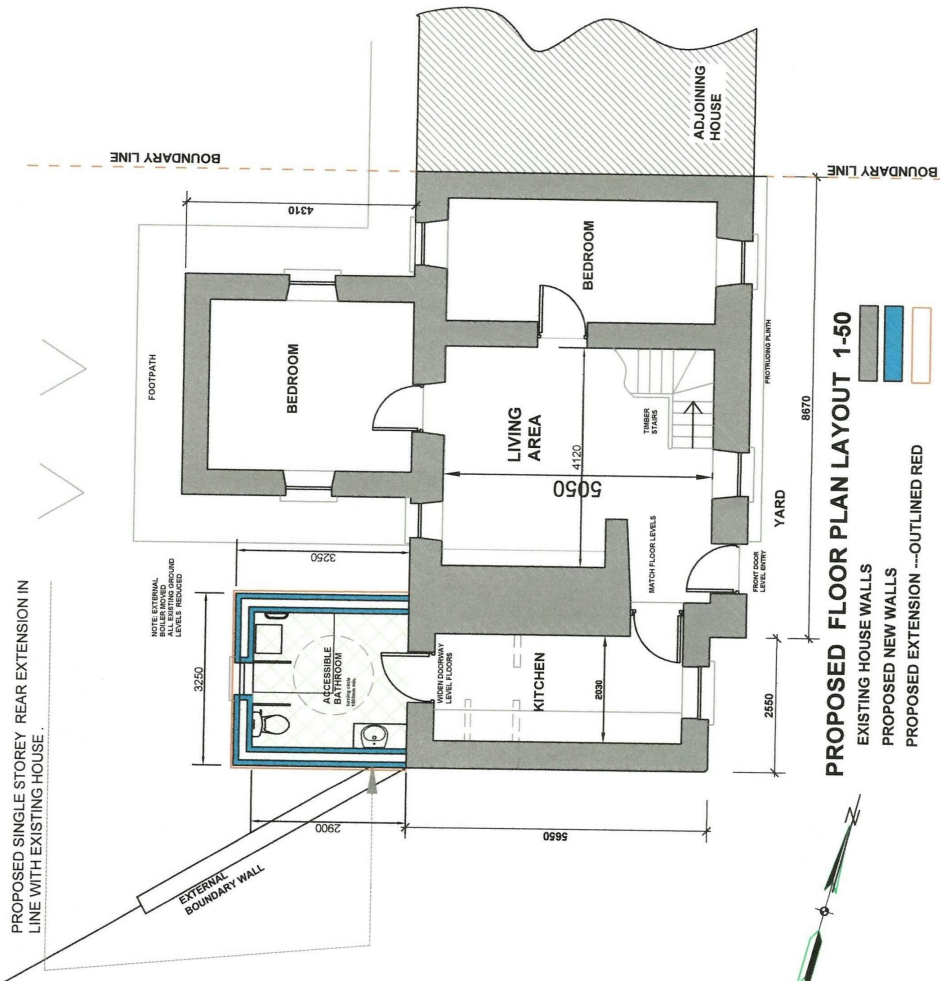 PROPOSED SINGLE STOREY REAR EXTENSION IN
LINE WITH EXISTING HOUSE.
BOUNDARY LINE
ADJOINING
HOUSE
BOUNDARY LINE
4310
FOOTPATH
BEDROOM
BEDROOM
LIVING
AREA
4120
5050
TIMBER
STAIRS
PROTRUDING PLINTH
8670
YARD
MATCH FLOOR LEVELS
FRONT DOOR
LEVEL ENTRY
NOTE: EXTERNAL
BOILER MOVED
ALL EXISTING GROUND
LEVELS REDUCED
3250
3250
ACCESSIBLE
BATHROOM
WIDEN DOORWAY
LEVEL FLOORS
KITCHEN
2030
2550
2900
5650
EXTERNAL
BOUNDARY WALL
PROPOSED FLOOR PLAN LAYOUT 1-50
EXISTING HOUSE WALLS
PROPOSED NEW WALLS
PROPOSED EXTENSION ---OUTLINED RED
N